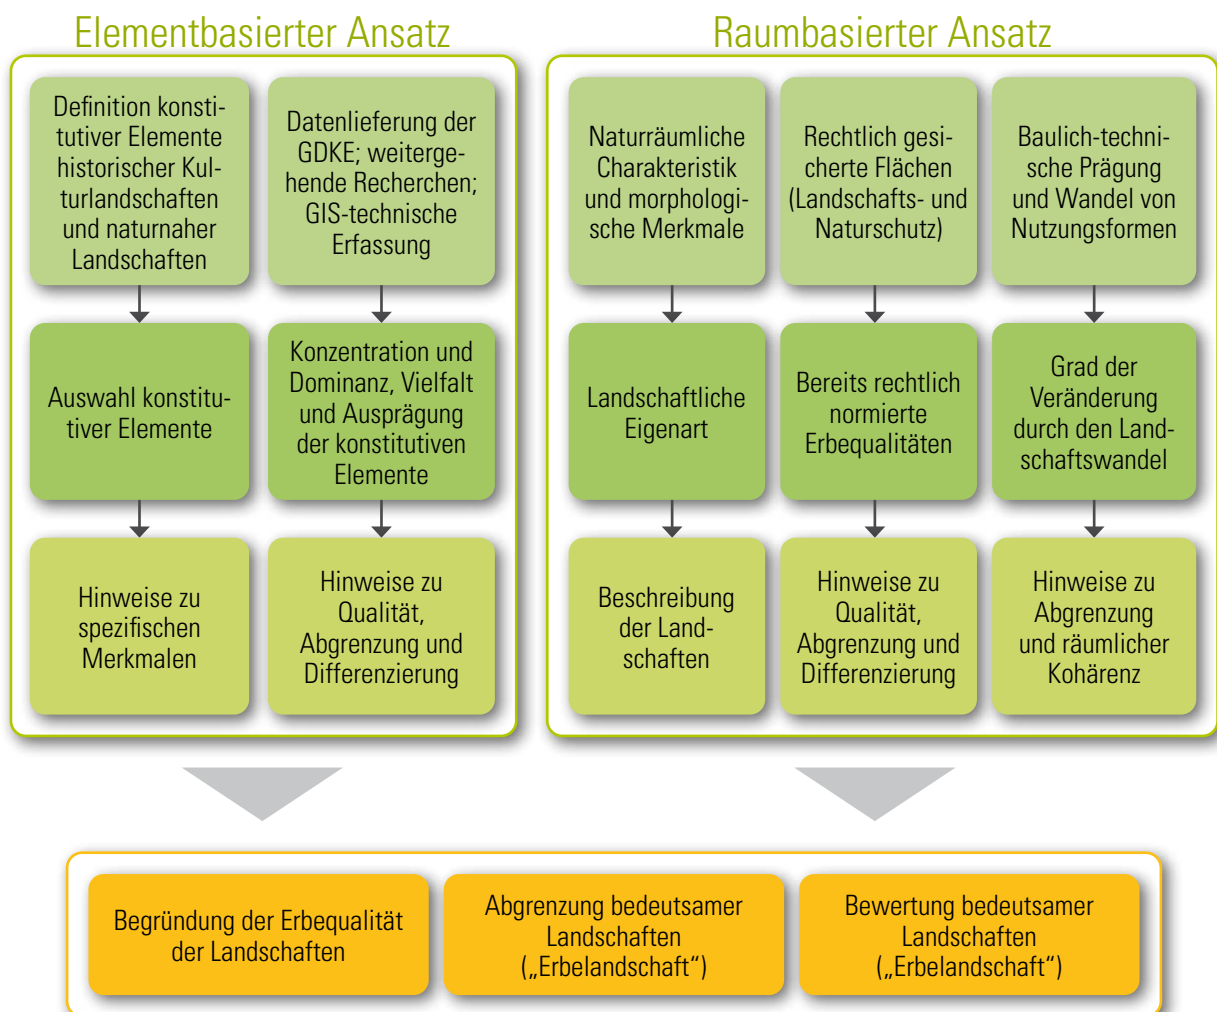 Elementbasierter Ansatz
Definition konsti-
tutiver Elemente
historischer Kul-
turlandschaften
und naturnaher
Landschaften
Datenlieferung der
GDKE; weiterge-
hende Recherchen;
GIS-technische
Erfassung
Auswahl konstitu-
tiver Elemente
Konzentration und
Dominanz, Vielfalt
und Ausprägung
der konstitutiven
Elemente
Hinweise zu
spezifischen
Merkmalen
Hinweise zu
Qualität,
Abgrenzung und
Differenzierung
Raumbasierter Ansatz
Naturräumliche
Charakteristik
und morphologi-
sche Merkmale
Rechtlich gesi-
cherte Flächen
(Landschafts- und
Naturschutz)
Baulich-techni-
sche Prägung
und Wandel von
Nutzungsformen
Landschaftliche
Eigenart
Bereits rechtlich
normierte
Erbequalitäten
Grad der
Veränderung
durch den Land-
schaftswandel
Beschreibung
der Land-
schaften
Hinweise zu
Qualität,
Abgrenzung und
Differenzierung
Hinweise zu
Abgrenzung
und räumlicher
Kohärenz
Begründung der Erbequalität
der Landschaften
Abgrenzung bedeutsamer
Landschaften
(„Erbelandschaft“)
Bewertung bedeutsamer
Landschaften
(„Erbelandschaft“)